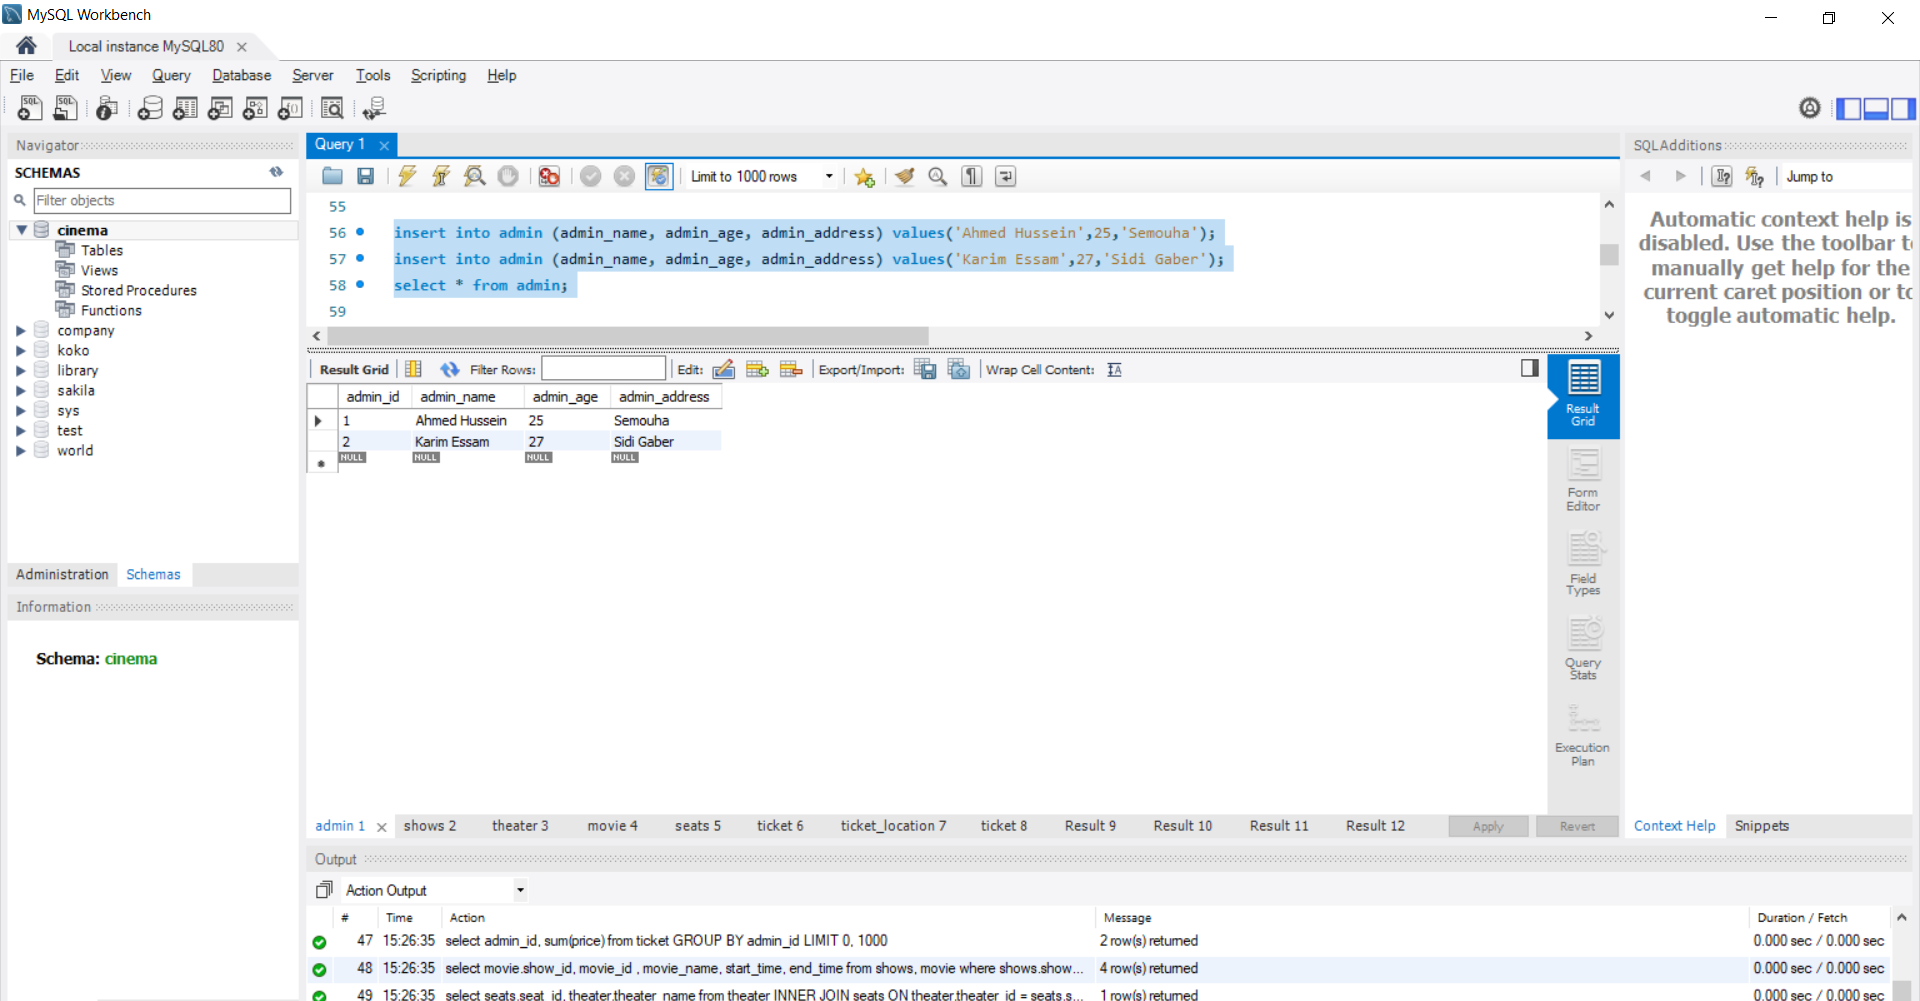 MySQL Workbench
Local instance MySQL80
File Edit View Query Database Server Tools Scripting Help
Navigator
SCHEMAS
Filter objects
cinema
Tables
Views
Stored Procedures
Functions
company
koko
library
sakila
sys
test
world
Administration Schemas
Information
Schema: cinema
Query 1
Limit to 1000 rows
55
56 insert into admin (admin_name, admin_age, admin_address) values('Ahmed Hussein',25,'Semouha');
57 insert into admin (admin_name, admin_age, admin_address) values('Karim Essam',27,'Sidi Gaber');
58 select * from admin;
59
Result Grid Filter Rows: Edit: Export/Import: Wrap Cell Content:
admin_id admin_name admin_age admin_address
1 Ahmed Hussein 25 Semouha
2 Karim Essam 27 Sidi Gaber
NULL NULL NULL NULL
Result
Grid
Form
Editor
Field
Types
Query
Stats
Execution
Plan
admin 1 shows 2 theater 3 movie 4 seats 5 ticket 6 ticket_location 7 ticket 8 Result 9 Result 10 Result 11 Result 12 Apply Revert
SQLAdditions
Jump to
Automatic context help is
disabled. Use the toolbar t
manually get help for the
current caret position or to
toggle automatic help.
Context Help Snippets
Output
Action Output
# Time Action Message Duration / Fetch
47 15:26:35 select admin_id, sum(price) from ticket GROUP BY admin_id LIMIT 0, 1000 2 row(s) returned 0.000 sec / 0.000 sec
48 15:26:35 select movie.show_id, movie_id , movie_name, start_time, end_time from shows, movie where shows.show... 4 row(s) returned 0.000 sec / 0.000 sec
49 15:26:35 select seats.seat_id, theater.theater_name from theater INNER JOIN seats ON theater.theater_id = seats.s... 1 row(s) returned 0.000 sec / 0.000 sec